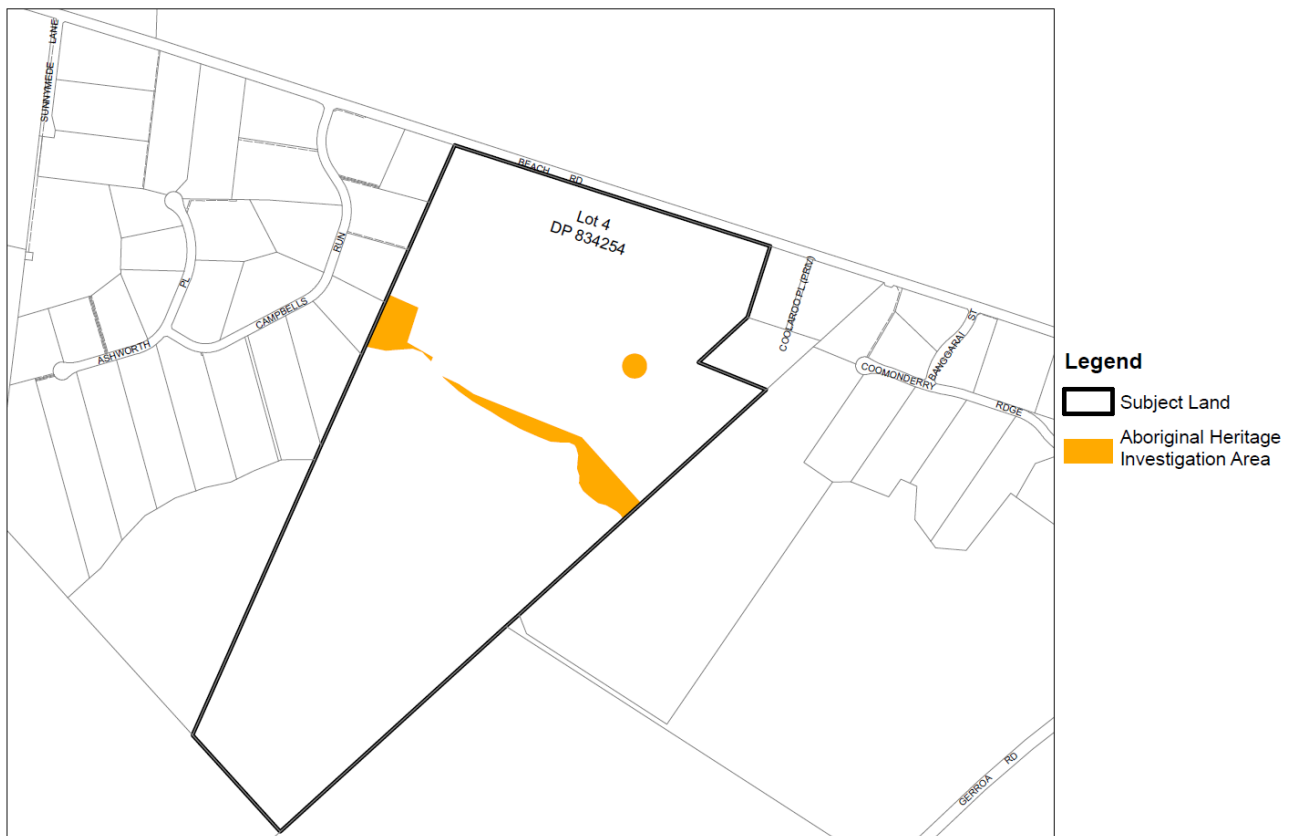 SUNNYMEDE LANE
BEACH RD
Lot 4
DP 834254
RUN
CAMPBELLS
PL
ASHWORTH
COOLAROO PL (PRIV)
BANGGARAI ST
COOMONDERRY
RDGE
GERROA RD
Legend
Subject Land
Aboriginal Heritage
Investigation Area